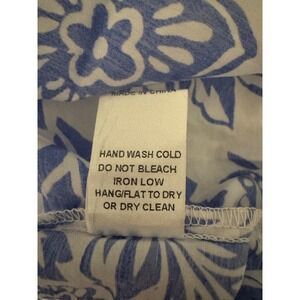 MADE IN CHINA
HAND WASH COLD
DO NOT BLEACH
IRON LOW
HANG/FLAT TO DRY
OR DRY CLEAN